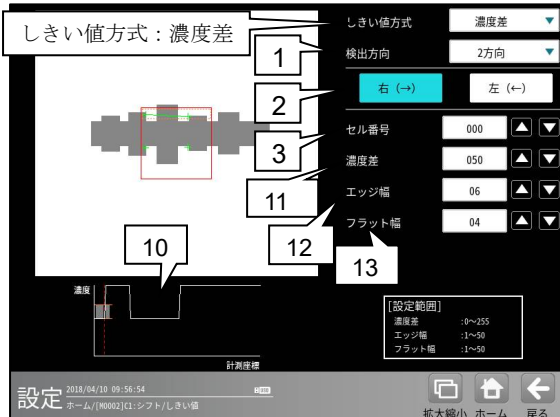 しきい値方式：濃度差
しきい値方式 濃度差
1
検出方向 2方向
2
右（→） 左（←）
3
セル番号 000
濃度差 050
11
エッジ幅 06
12
フラット幅 04
13
10
濃度
計測座標
[設定範囲]
濃度差 :0～255
エッジ幅 :1～50
フラット幅 :1～50
設定 2018/04/10 09:56:54
ホーム/[M0002]C1:シフト/しきい値
拡大縮小 ホーム 戻る